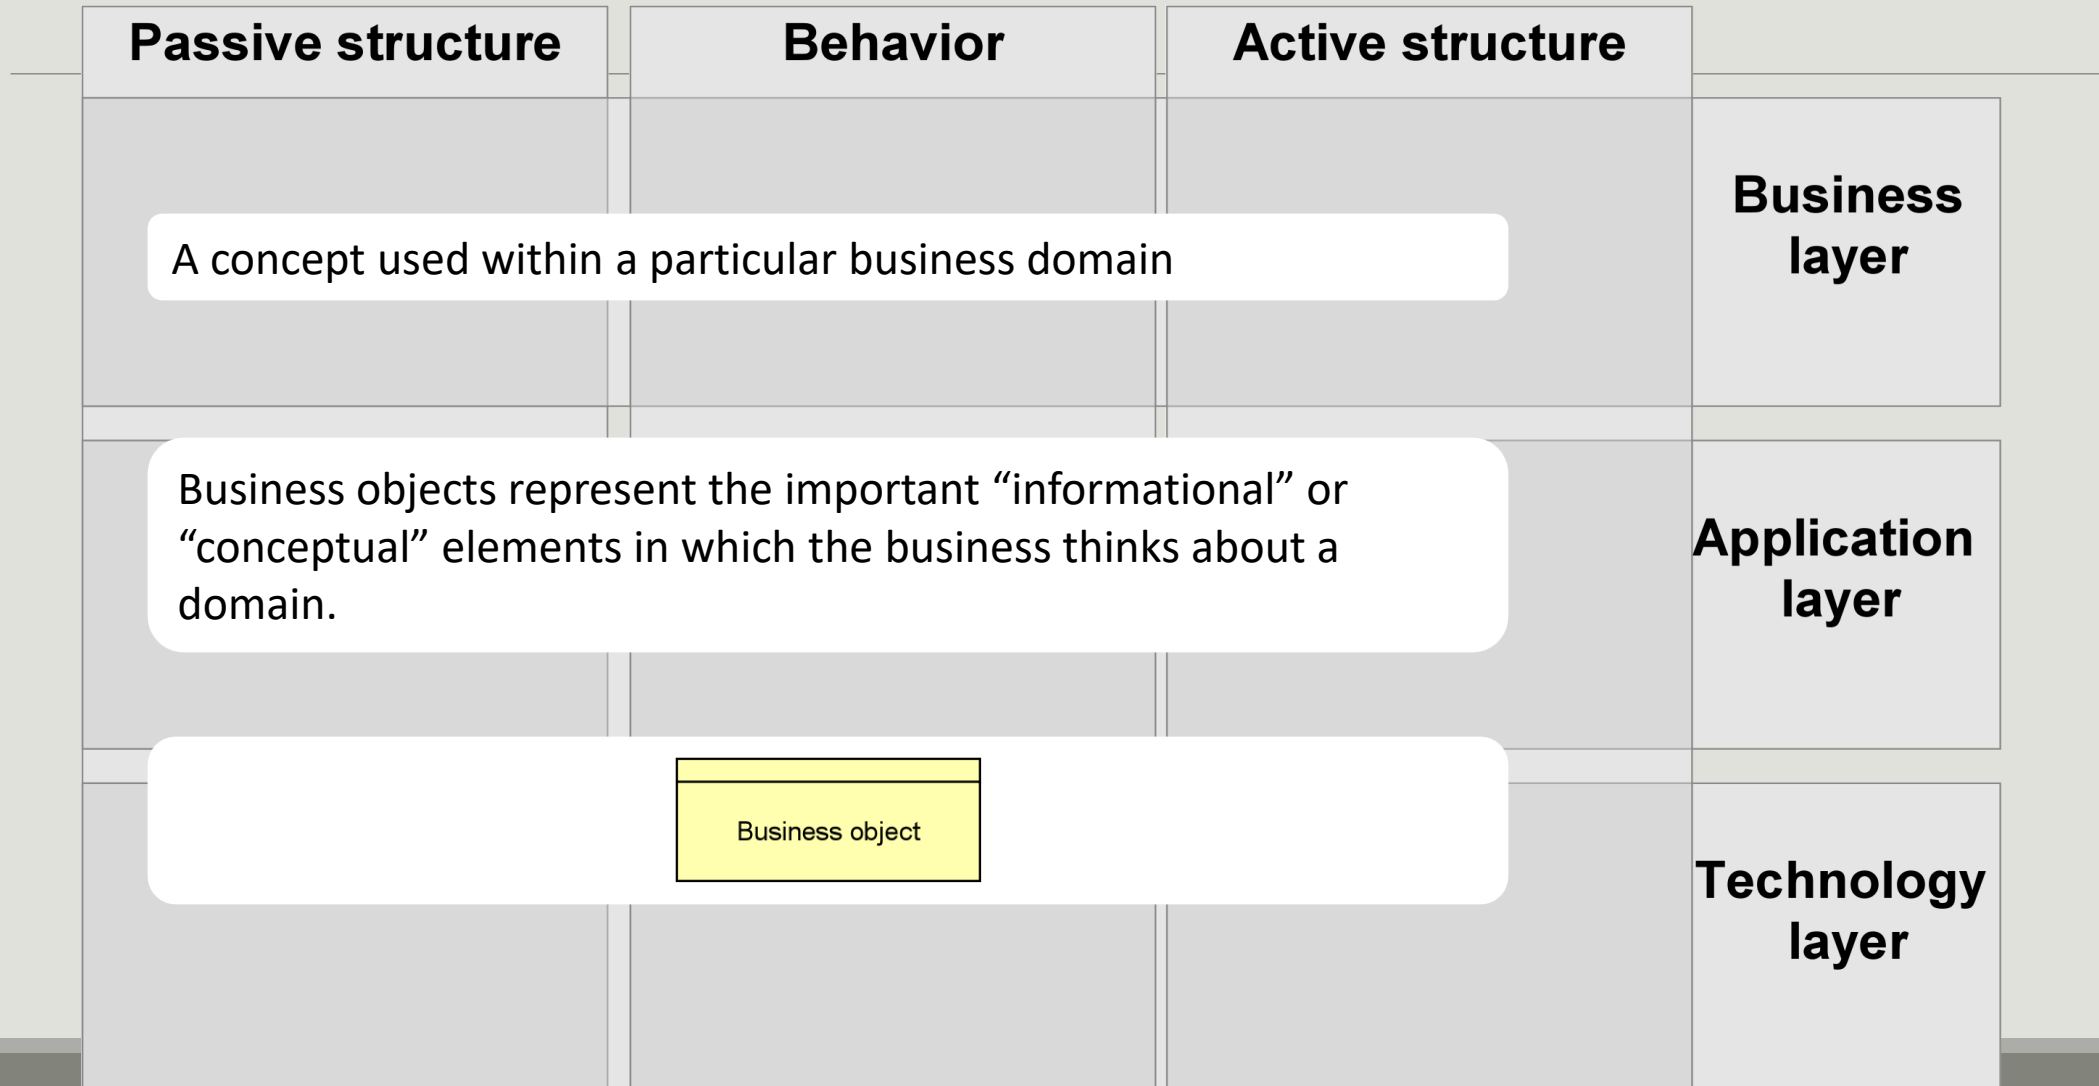 Passive structure
Behavior
Active structure
Business
layer
A concept used within a particular business domain
Business objects represent the important “informational” or
“conceptual” elements in which the business thinks about a
domain.
Application
layer
Business object
Technology
layer